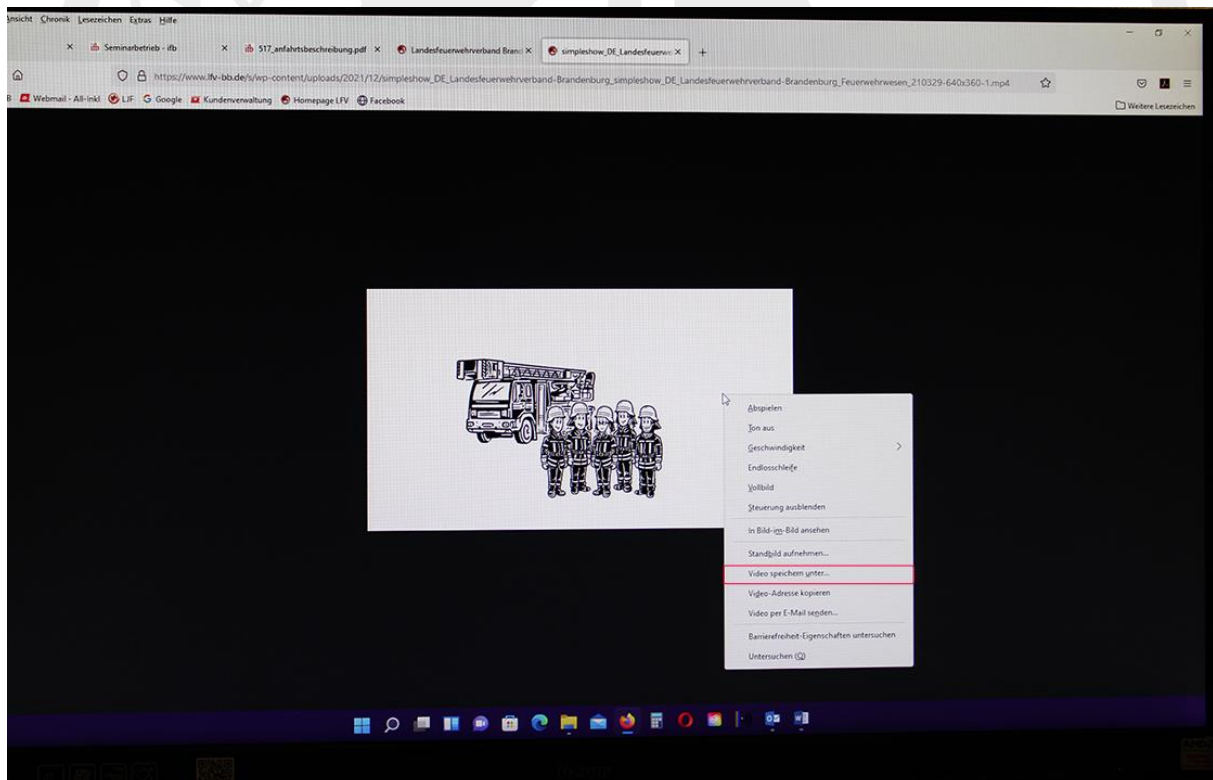 Ansicht Chronik Lesezeichen Extras Hilfe
Seminarbetrieb - ifb
517_anfahrtsbeschreibung.pdf
Landesfeuerwehrverband Brand
simpleshow_DE_Landesfeuerwe
https://www.lfv-bb.de/s/wp-content/uploads/2021/12/simpleshow_DE_Landesfeuerwehrverband-Brandenburg_simpleshow_DE_Landesfeuerwehrverband-Brandenburg_Feuerwehrwesen_210329-640x360-1.mp4
Webmail - All-Inkl LJF Google Kundenverwaltung Homepage LFV Facebook
Weitere Lesezeichen
Abspielen
Ton aus
Geschwindigkeit
Endlosschleife
Vollbild
Steuerung ausblenden
In Bild-im-Bild ansehen
Standbild aufnehmen...
Video speichern unter...
Video-Adresse kopieren
Video per E-Mail senden...
Barrierefreiheit-Eigenschaften untersuchen
Untersuchen (Q)